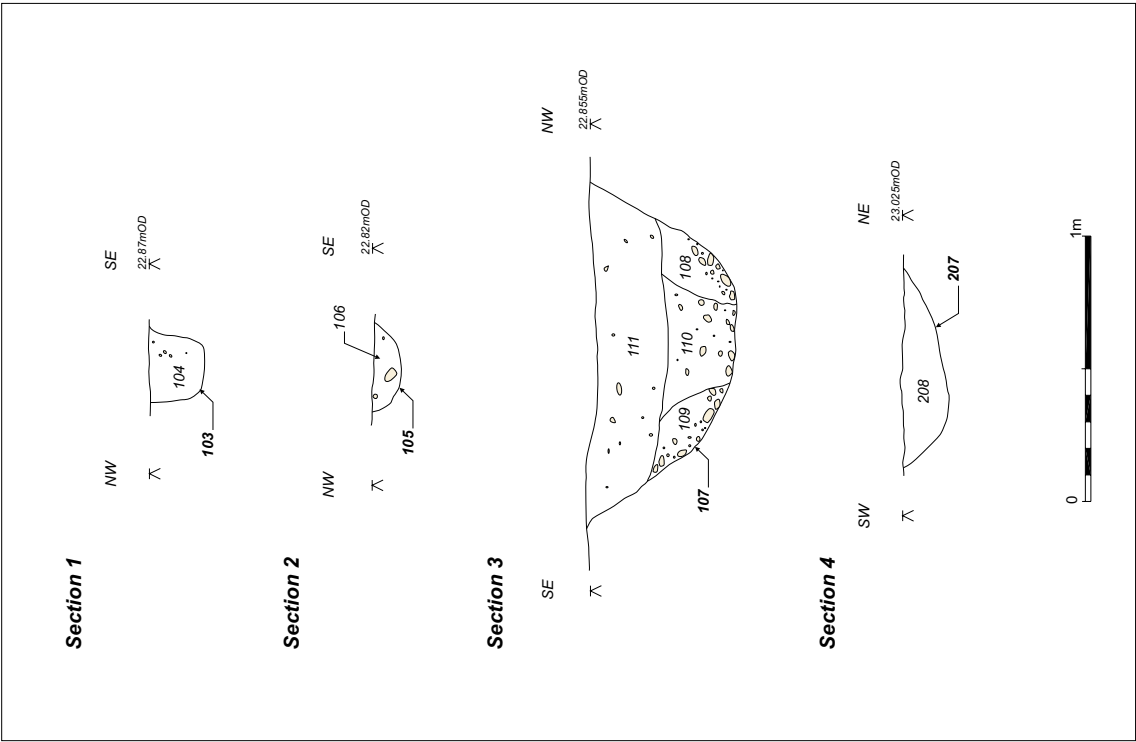 Section 1
NW
SE
22.87mOD
104
103
Section 2
NW
SE
22.82mOD
106
105
Section 3
SE
NW
22.855mOD
111
109
110
108
107
Section 4
SW
NE
23.025mOD
208
207
0
1m